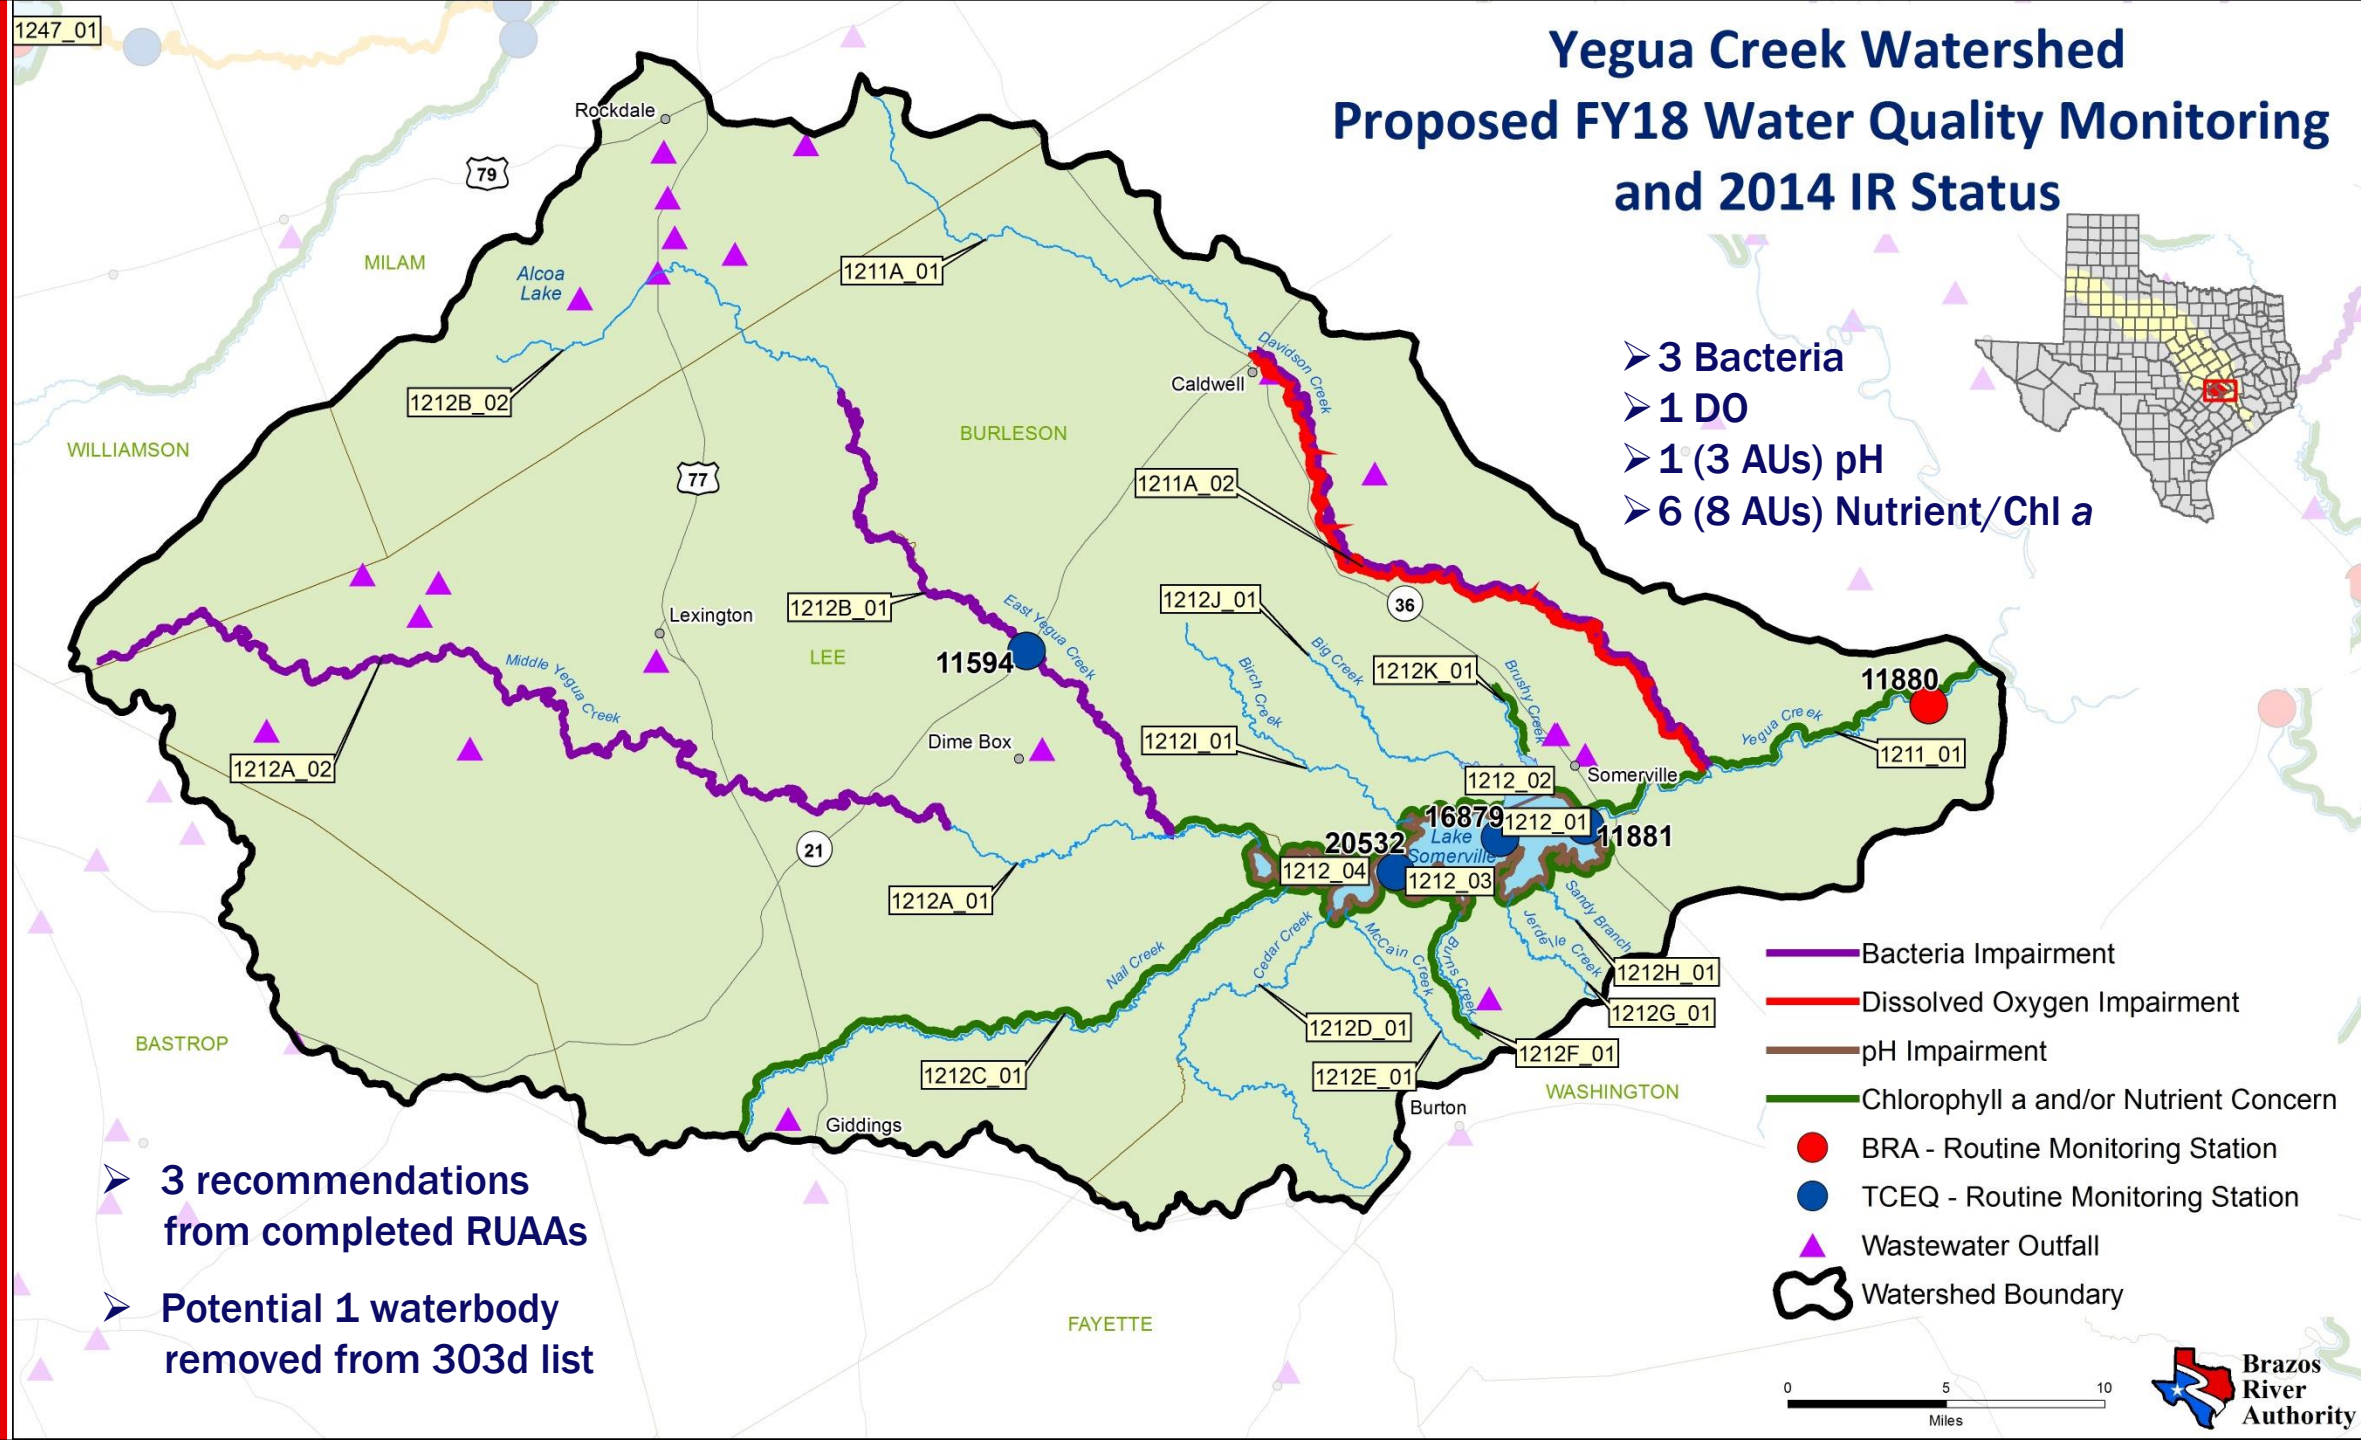 Yegua Creek Watershed
Proposed FY18 Water Quality Monitoring
and 2014 IR Status
1247_01
Rockdale
79
MILAM
Alcoa
Lake
1211A_01
1212B_02
WILLIAMSON
77
BURLESON
Davidson Creek
Caldwell
1211A_02
➢3 Bacteria
➢1 DO
➢1 (3 AUs) pH
➢6 (8 AUs) Nutrient/Chl a
36
1212B_01
Lexington
LEE
East Yegua Creek
11594
1212J_01
Big Creek
Birch Creek
1212K_01
Brushy Creek
11880
Yegua Creek
1211_01
Middle Yegua Creek
1212A_02
Dime Box
1212I_01
1212_02
Somerville
16879
1212_01
11881
Lake
Somerville
20532
1212_04
1212_03
21
1212A_01
Nail Creek
Cedar Creek
McCain Creek
Burns Creek
Jerdelle Creek
Sandy Branch
1212H_01
1212G_01
1212D_01
1212F_01
1212E_01
1212C_01
BASTROP
Giddings
Burton
WASHINGTON
FAYETTE
➢ 3 recommendations
from completed RUAAs
➢ Potential 1 waterbody
removed from 303d list
Bacteria Impairment
Dissolved Oxygen Impairment
pH Impairment
Chlorophyll a and/or Nutrient Concern
BRA - Routine Monitoring Station
TCEQ - Routine Monitoring Station
Wastewater Outfall
Watershed Boundary
0 5 10
Miles
Brazos
River
Authority